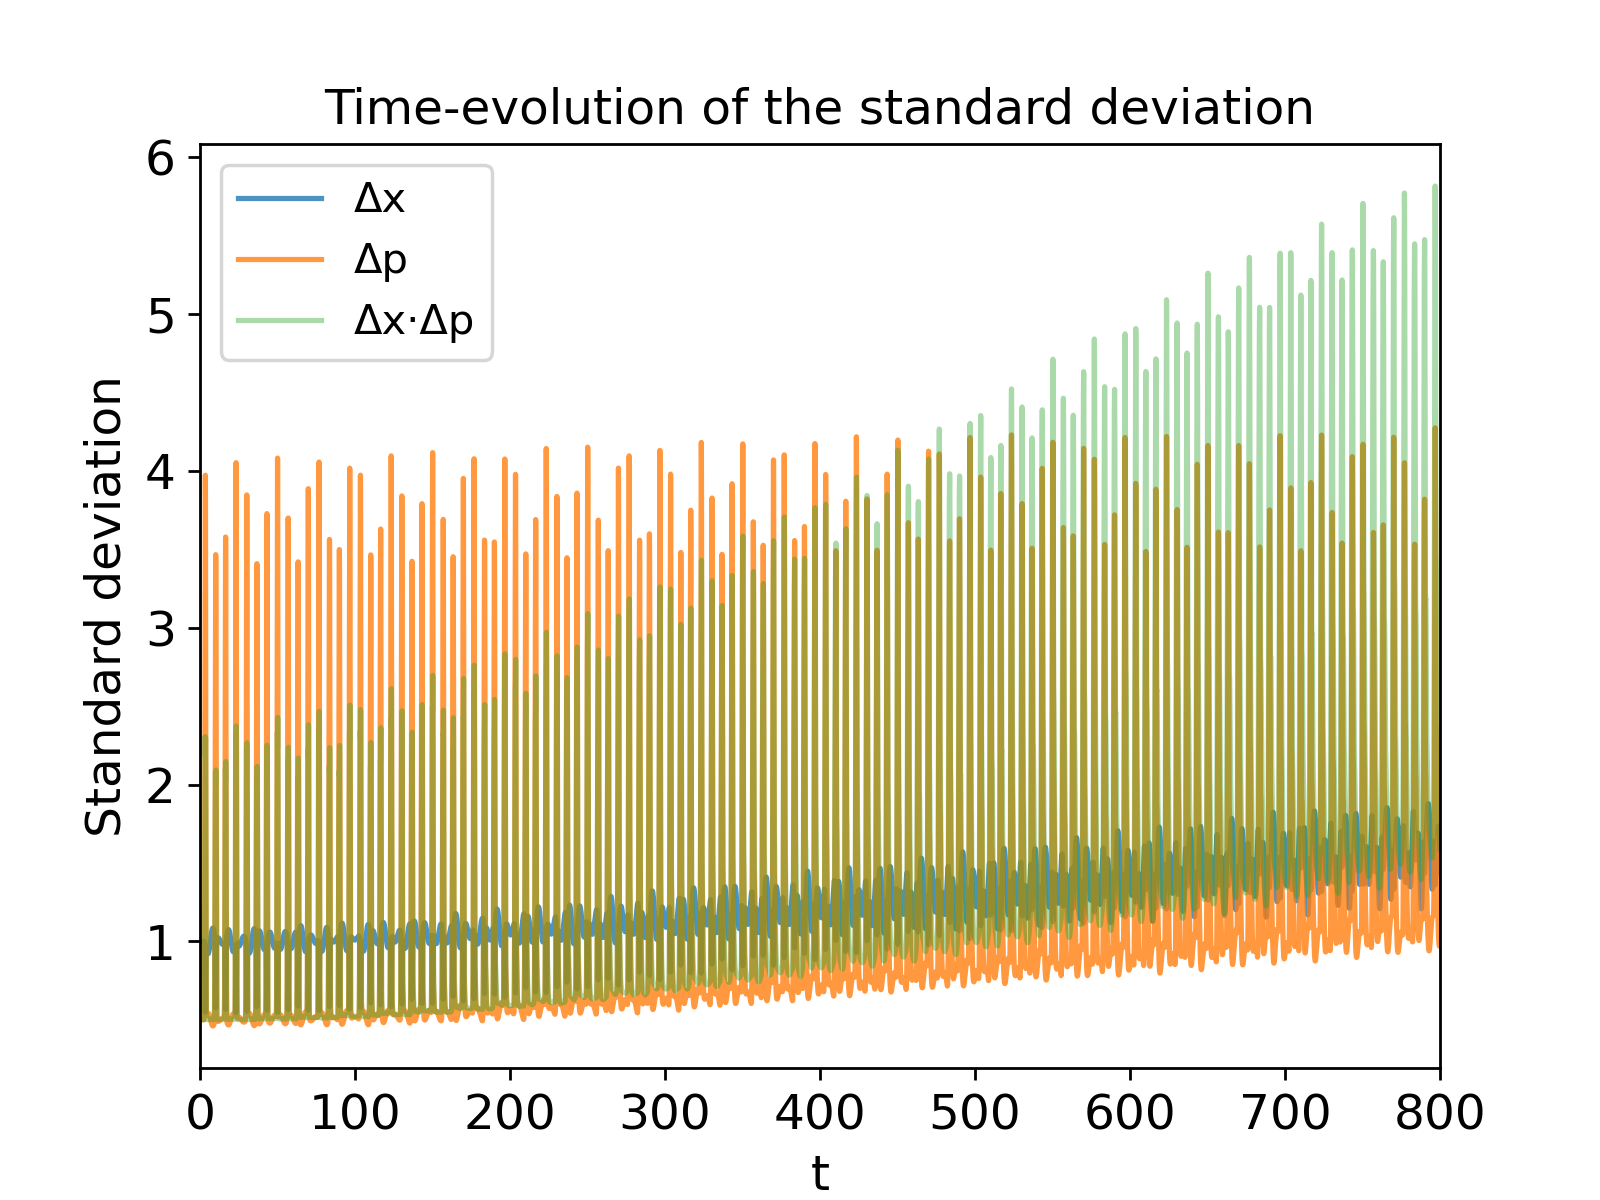 Time-evolution of the standard deviation
Δx
Δp
Δx·Δp
Standard deviation
6
5
4
3
2
1
0 100 200 300 400 500 600 700 800
t